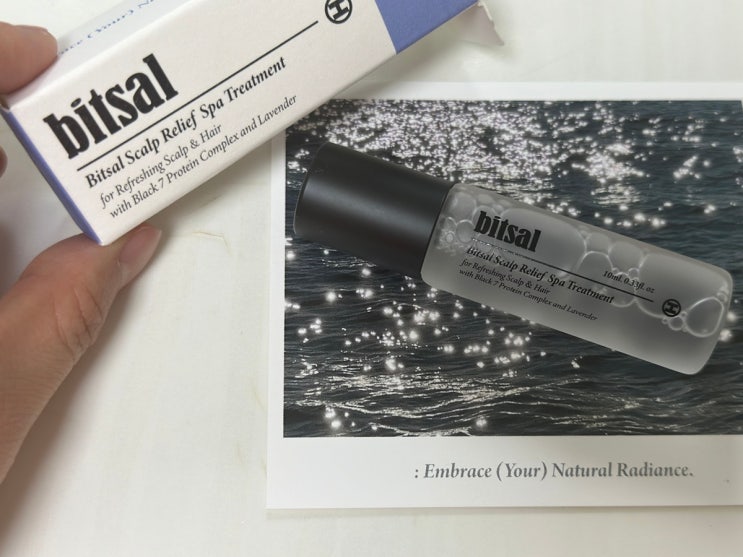 bitsal
Bitsal Scalp Relief Spa Treatment
for Refreshing Scalp & Hair
with Black 7 Protein Complex and Lavender
bitsal
Bitsal Scalp Relief Spa Treatment
for Refreshing Scalp & Hair
with Black 7 Protein Complex and Lavender
10ml. 0.33fl. oz
: Embrace (Your) Natural Radiance.